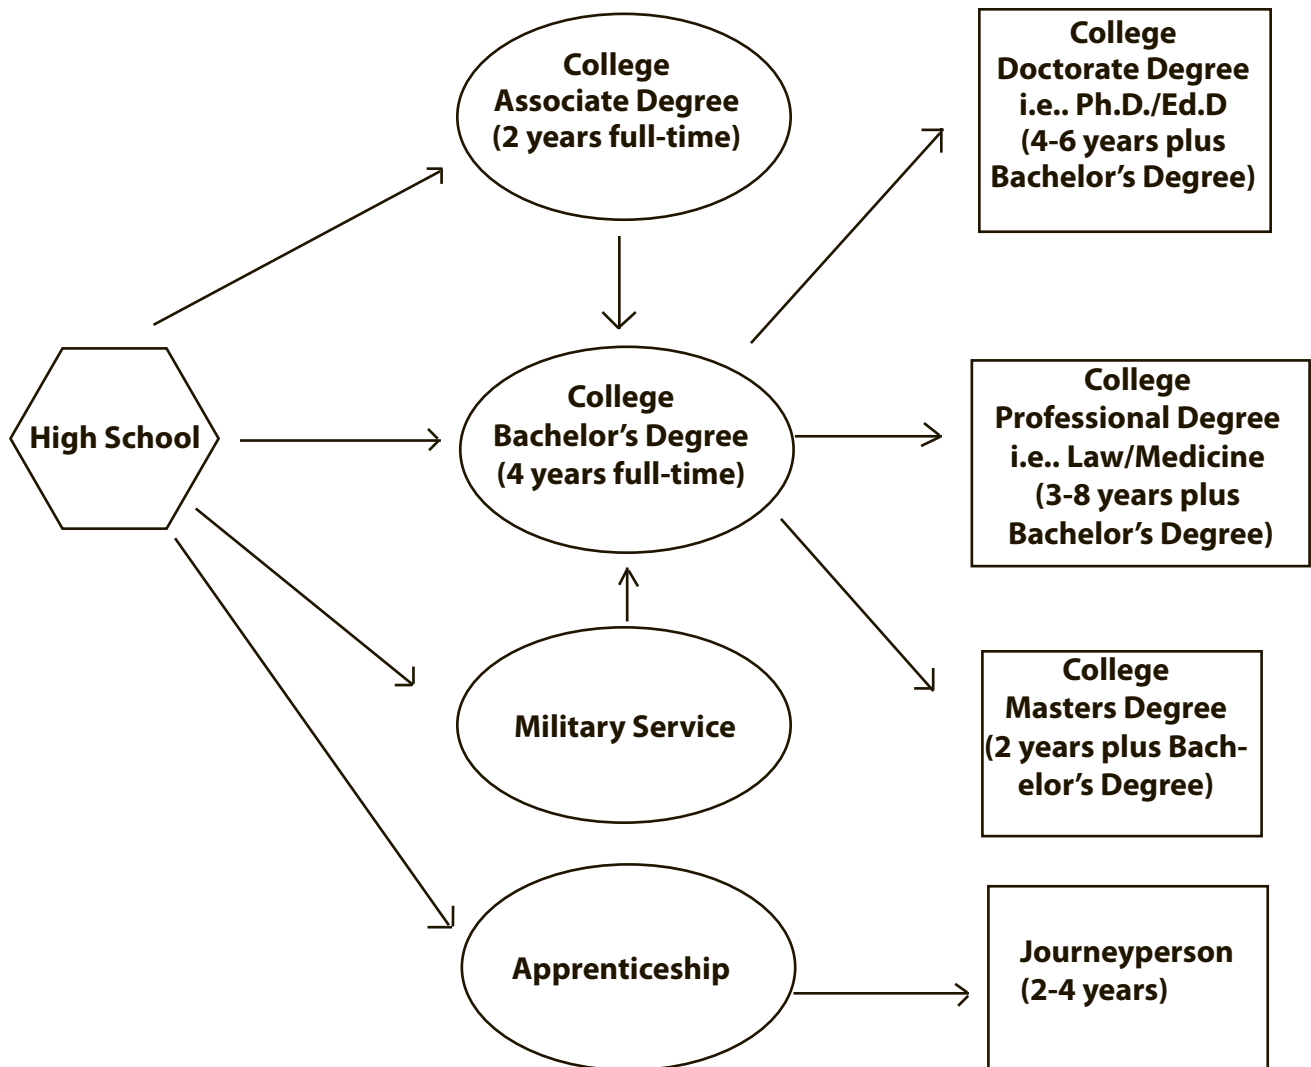 College
Associate Degree
(2 years full-time)
College
Doctorate Degree
i.e.. Ph.D./Ed.D
(4-6 years plus
Bachelor’s Degree)
High School
College
Bachelor’s Degree
(4 years full-time)
College
Professional Degree
i.e.. Law/Medicine
(3-8 years plus
Bachelor’s Degree)
Military Service
College
Masters Degree
(2 years plus Bach-
elor’s Degree)
Apprenticeship
Journeyperson
(2-4 years)